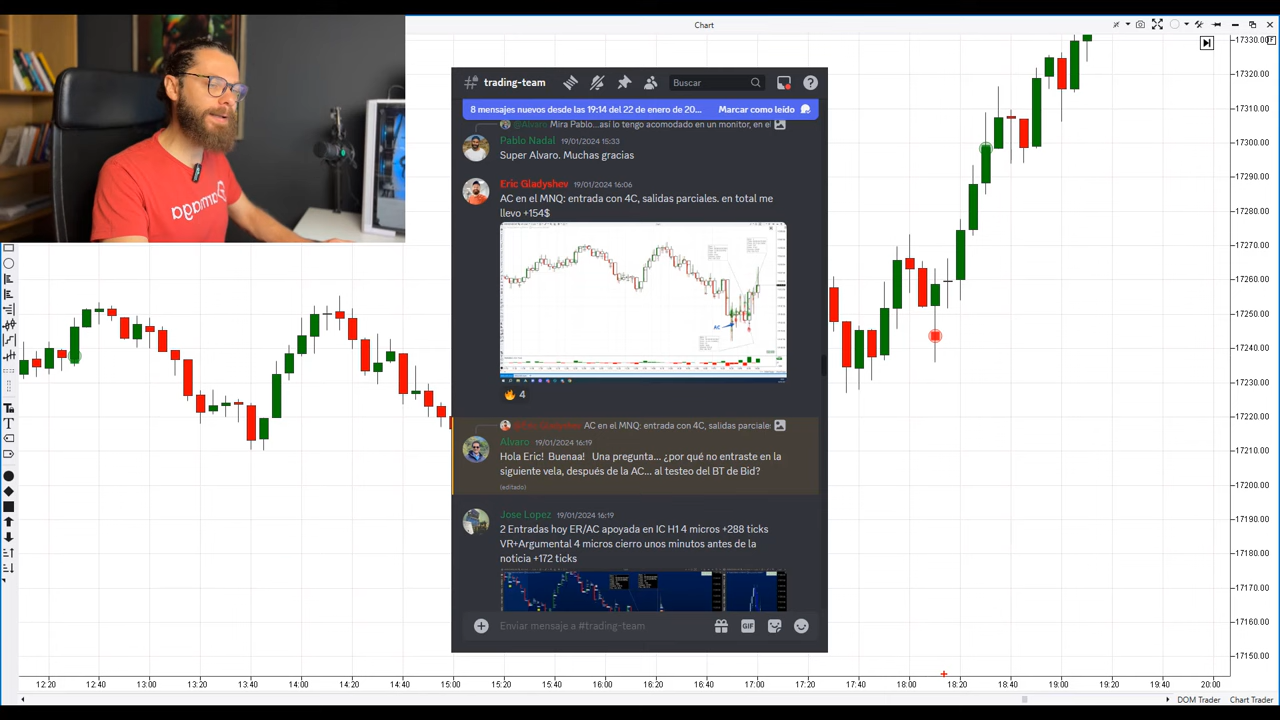 Chart
trading-team
Buscar
8 mensajes nuevos desde las 19:14 del 22 de enero de 20...
Marcar como leído
@Alvaro Mira Pablo...así lo tengo acomodado en un monitor, en e
Pablo Nadal 19/01/2024 15:33
Super Alvaro. Muchas gracias
Eric Gladyshev 19/01/2024 16:06
AC en el MNQ: entrada con 4C, salidas parciales. en total me
llevo +154$
AC
4
@Eric Gladyshev AC en el MNQ: entrada con 4C, salidas parciales
Alvaro 19/01/2024 16:19
Hola Eric! Buenaa! Una pregunta... ¿por qué no entraste en la
siguiente vela, después de la AC... al testeo del BT de Bid?
(editado)
Jose Lopez 19/01/2024 16:19
2 Entradas hoy ER/AC apoyada en IC H1 4 micros +288 ticks
VR+Argumental 4 micros cierro unos minutos antes de la
noticia +172 ticks
Enviar mensaje a #trading-team
GIF
17330.00
17320.00
17310.00
17300.00
17290.00
17280.00
17270.00
17260.00
17250.00
17240.00
17230.00
17220.00
17210.00
17200.00
17190.00
17180.00
17170.00
17160.00
17150.00
12:20 12:40 13:00 13:20 13:40 14:00 14:20 14:40 15:00 15:20 15:40 16:00 16:20 16:40 17:00 17:20 17:40 18:00 18:20 18:40 19:00 19:20 19:40 20:00
DOM Trader
Chart Trader